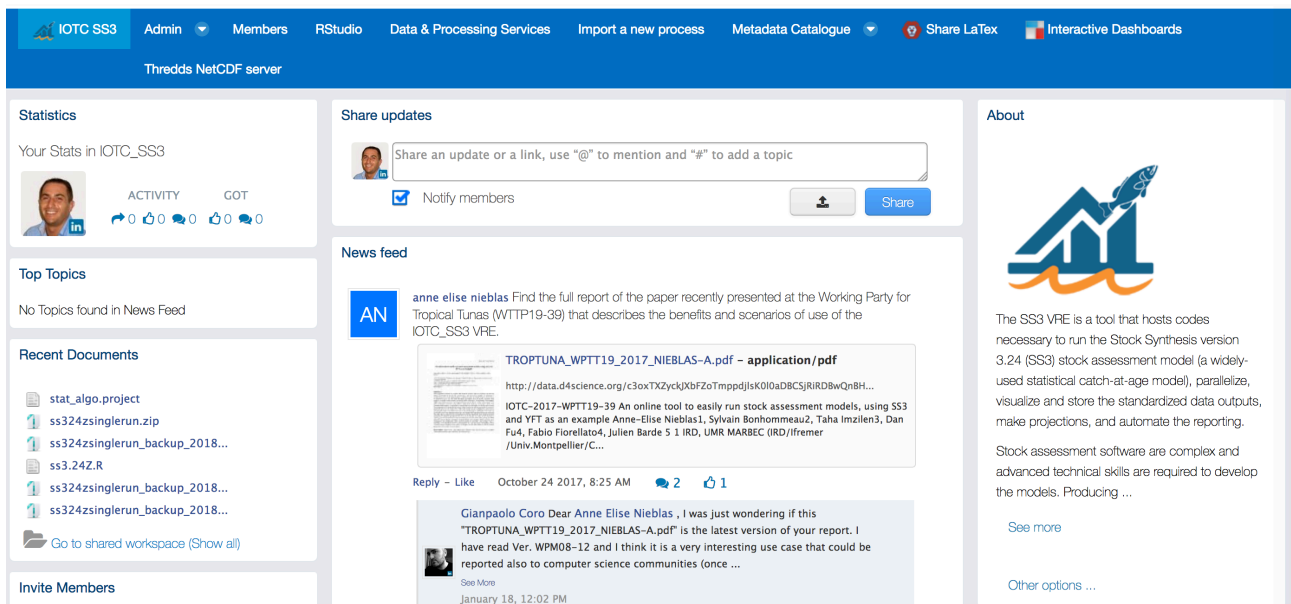 IOTC SS3
Admin
Members
RStudio
Data & Processing Services
Import a new process
Metadata Catalogue
Share LaTex
Interactive Dashboards
Thredds NetCDF server
Statistics
Your Stats in IOTC_SS3
in
ACTIVITY GOT
0 0 0 0 0
Top Topics
No Topics found in News Feed
Recent Documents
stat_algo.project
ss324zsinglerun.zip
ss324zsinglerun_backup_2018...
ss3.24Z.R
ss324zsinglerun_backup_2018...
ss324zsinglerun_backup_2018...
Go to shared workspace (Show all)
Invite Members
Share updates
in
Share an update or a link, use “@” to mention and “#” to add a topic
Notify members
Share
News feed
AN
anne elise nieblas Find the full report of the paper recently presented at the Working Party for
Tropical Tunas (WTTP19-39) that describes the benefits and scenarios of use of the
IOTC_SS3 VRE.
TROPTUNA_WPTT19_2017_NIEBLAS-A.pdf – application/pdf
IOTC-2017-WPTT19-39 An online tool to easily run stock assessment models, using SS3
and YFT as an example Anne-Elise Nieblas1, Sylvain Bonhommeau2, Taha Imzilen3, Dan
Fu4, Fabio Fiorellato4, Julien Barde 5 1 IRD, UMR MARBEC (IRD/Ifremer
/Univ.Montpellier/C...
Reply – Like October 24 2017, 8:25 AM 2 1
Gianpaolo Coro Dear Anne Elise Nieblas , I was just wondering if this
"TROPTUNA_WPTT19_2017_NIEBLAS-A.pdf" is the latest version of your report. I
have read Ver. WPM08-12 and I think it is a very interesting use case that could be
reported also to computer science communities (once ...
See More
January 18, 12:02 PM
About
The SS3 VRE is a tool that hosts codes
necessary to run the Stock Synthesis version
3.24 (SS3) stock assessment model (a widely-
used statistical catch-at-age model), parallelize,
visualize and store the standardized data outputs,
make projections, and automate the reporting.
Stock assessment software are complex and
advanced technical skills are required to develop
the models. Producing ...
See more
Other options ...